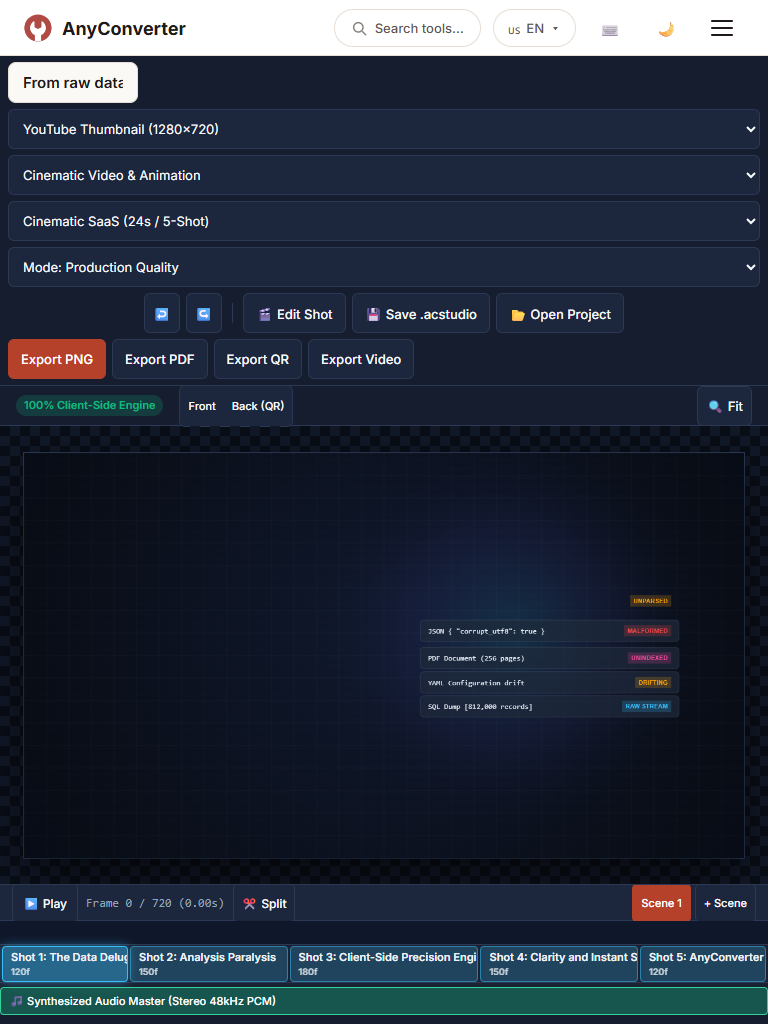 AnyConverter
Search tools...
US EN
From raw data
YouTube Thumbnail (1280×720)
Cinematic Video & Animation
Cinematic SaaS (24s / 5-Shot)
Mode: Production Quality
Edit Shot
Save .acstudio
Open Project
Export PNG
Export PDF
Export QR
Export Video
100% Client-Side Engine
Front
Back (QR)
Fit
UNPARSED
JSON { "corrupt_utf8": true }
MALFORMED
PDF Document (256 pages)
UNINDEXED
YAML Configuration drift
DRIFTING
SQL Dump [812,000 records]
RAW STREAM
Play
Frame 0 / 720 (0.00s)
Split
Scene 1
+ Scene
Shot 1: The Data Delug
120f
Shot 2: Analysis Paralysis
150f
Shot 3: Client-Side Precision Engi
180f
Shot 4: Clarity and Instant S
150f
Shot 5: AnyConverter
120f
Synthesized Audio Master (Stereo 48kHz PCM)